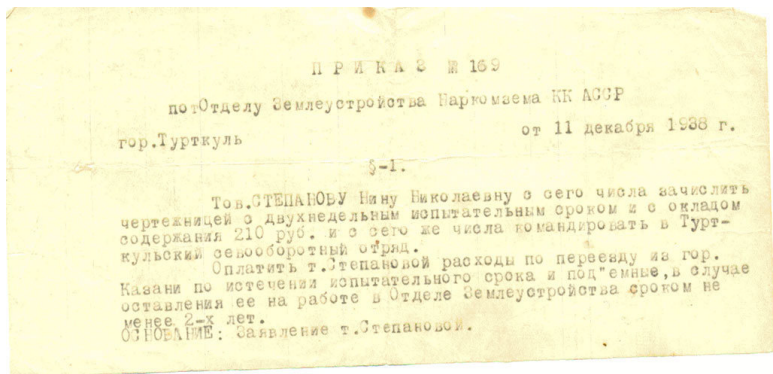 ПРИКАЗ № 169
по Отделу Землеустройства Наркомзема КК АССР
гор.Турткуль от 11 декабря 1938 г.
§-1.
Тов.СТЕПАНОВУ Нину Николаевну с сего числа зачислить
чертежницей с двухнедельным испытательным сроком и с окладом
содержания 210 руб. и с сего же числа командировать в Турт-
кульский севооборотный отряд.
Оплатить т.Степановой расходы по переезду из гор.
Казани по истечении испытательного срока и под"емные,в случае
оставления ее на работе в Отделе Землеустройства сроком не
менее 2-х лет.
ОСНОВАНИЕ: Заявление т.Степановой.